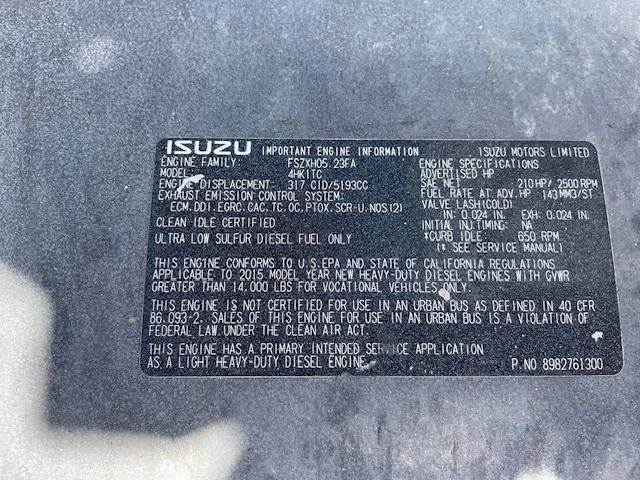 ISUZU IMPORTANT ENGINE INFORMATION ISUZU MOTORS LIMITED
ENGINE FAMILY: FSZXH05.23FA
MODEL: 4HK1TC
ENGINE DISPLACEMENT: 317 CID/5193CC
EXHAUST EMISSION CONTROL SYSTEM:
ECM,DDI,EGRC,CAC,TC,OC,PTOX,SCR-U,NOS(2)
CLEAN IDLE CERTIFIED
ULTRA LOW SULFUR DIESEL FUEL ONLY
ENGINE SPECIFICATIONS
ADVERTISED HP
SAE NET 210HP/2500RPM
FUEL RATE AT ADV.HP 143MM3/ST
VALVE LASH(COLD)
IN: 0.024 IN EXH: 0.024 IN
INITIAL INJ TIMING: NA
*CURB IDLE: 650 RPM
(* SEE SERVICE MANUAL)
THIS ENGINE CONFORMS TO U.S.EPA AND STATE OF CALIFORNIA REGULATIONS
APPLICABLE TO 2015 MODEL YEAR NEW HEAVY-DUTY DIESEL ENGINES WITH GVWR
GREATER THAN 14,000 LBS FOR VOCATIONAL VEHICLES ONLY.
THIS ENGINE IS NOT CERTIFIED FOR USE IN AN URBAN BUS AS DEFINED IN 40 CFR
86.093-2. SALES OF THIS ENGINE FOR USE IN AN URBAN BUS IS A VIOLATION OF
FEDERAL LAW UNDER THE CLEAN AIR ACT.
THIS ENGINE HAS A PRIMARY INTENDED SERVICE APPLICATION
AS A LIGHT HEAVY-DUTY DIESEL ENGINE.
P.NO 8982761300